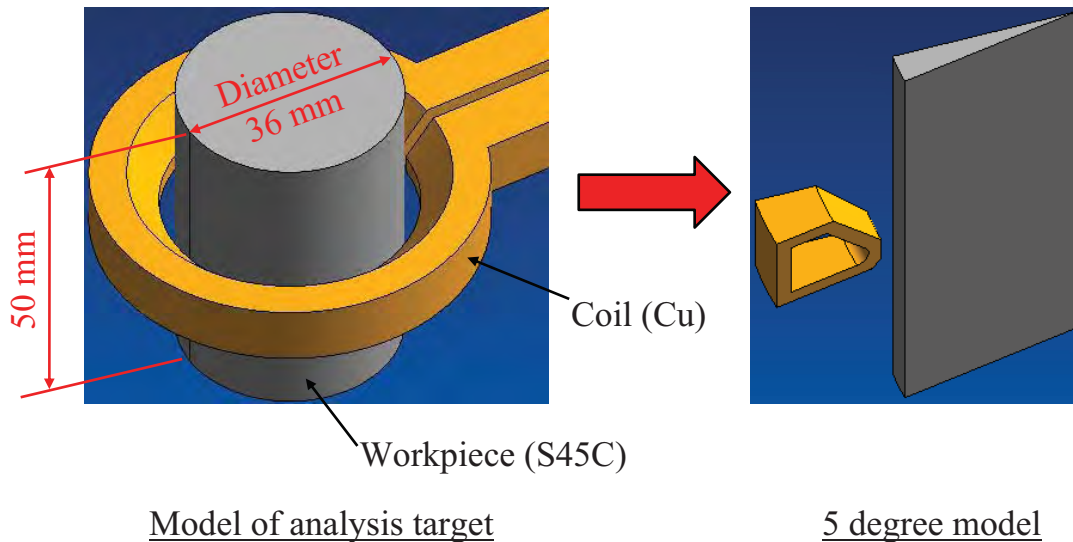 Diameter
36 mm
50 mm
Coil (Cu)
Workpiece (S45C)
Model of analysis target
5 degree model